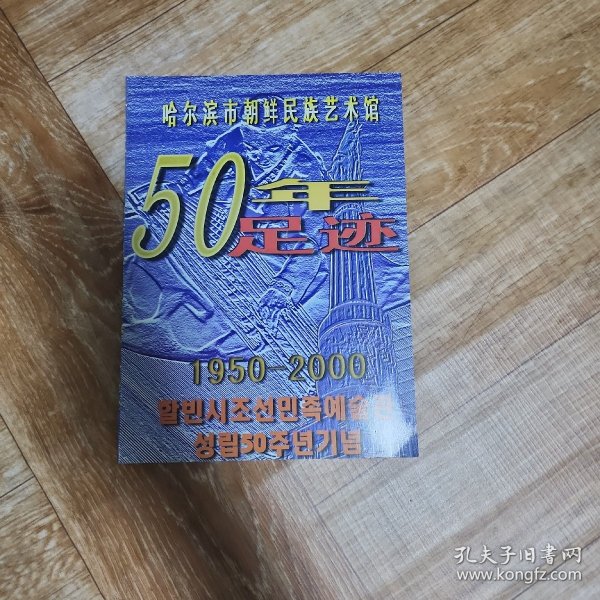 哈尔滨市朝鲜民族艺术馆
50年
足迹
1950-2000
할빈시조선민족예술관
성립50주년기념
孔夫子旧书网
www.kongfz.com